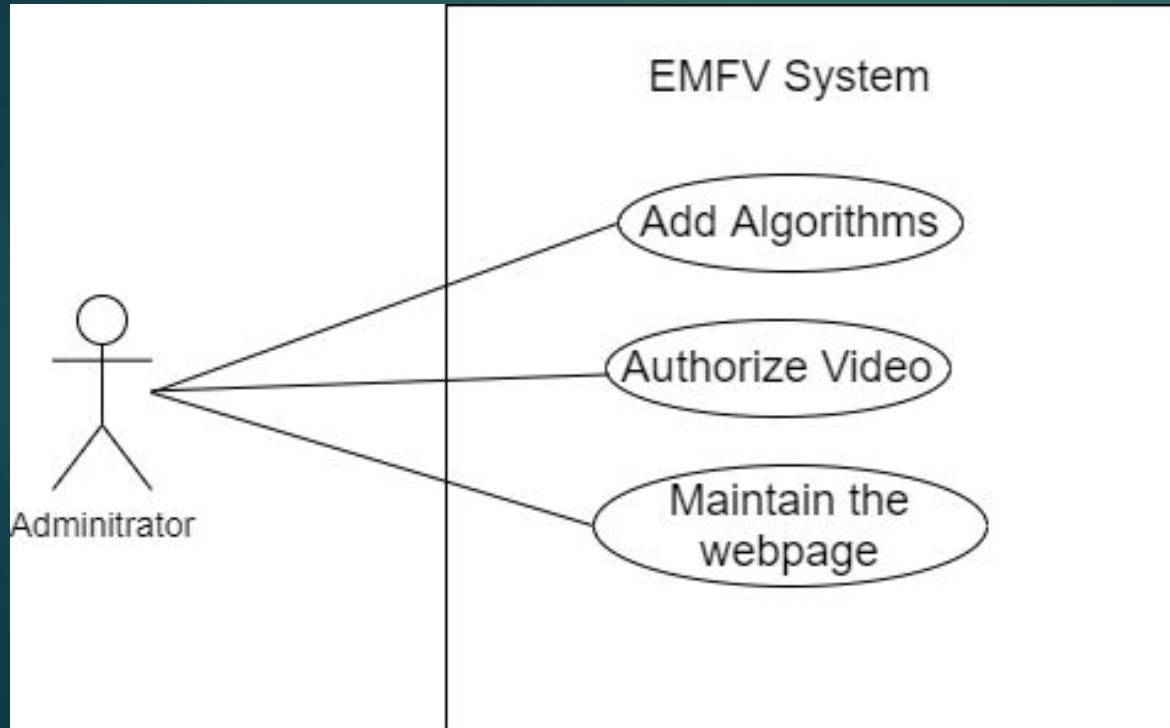 EMFV System
Add Algorithms
Authorize Video
Maintain the
webpage
Adminitrator